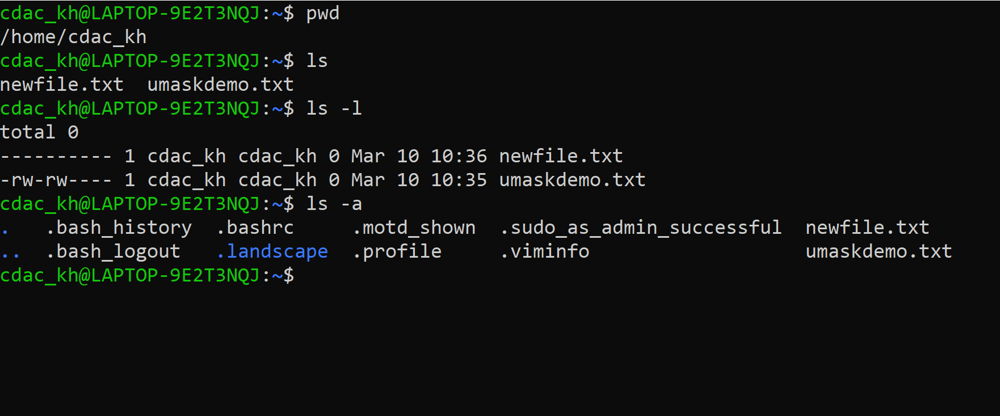 cdac_kh@LAPTOP-9E2T3NQJ:~$ pwd
/home/cdac_kh
cdac_kh@LAPTOP-9E2T3NQJ:~$ ls
newfile.txt  umaskdemo.txt
cdac_kh@LAPTOP-9E2T3NQJ:~$ ls -l
total 0
---------- 1 cdac_kh cdac_kh 0 Mar 10 10:36 newfile.txt
-rw-rw---- 1 cdac_kh cdac_kh 0 Mar 10 10:35 umaskdemo.txt
cdac_kh@LAPTOP-9E2T3NQJ:~$ ls -a
.   .bash_history  .bashrc     .motd_shown  .sudo_as_admin_successful  newfile.txt
..  .bash_logout   .landscape  .profile     .viminfo                   umaskdemo.txt
cdac_kh@LAPTOP-9E2T3NQJ:~$